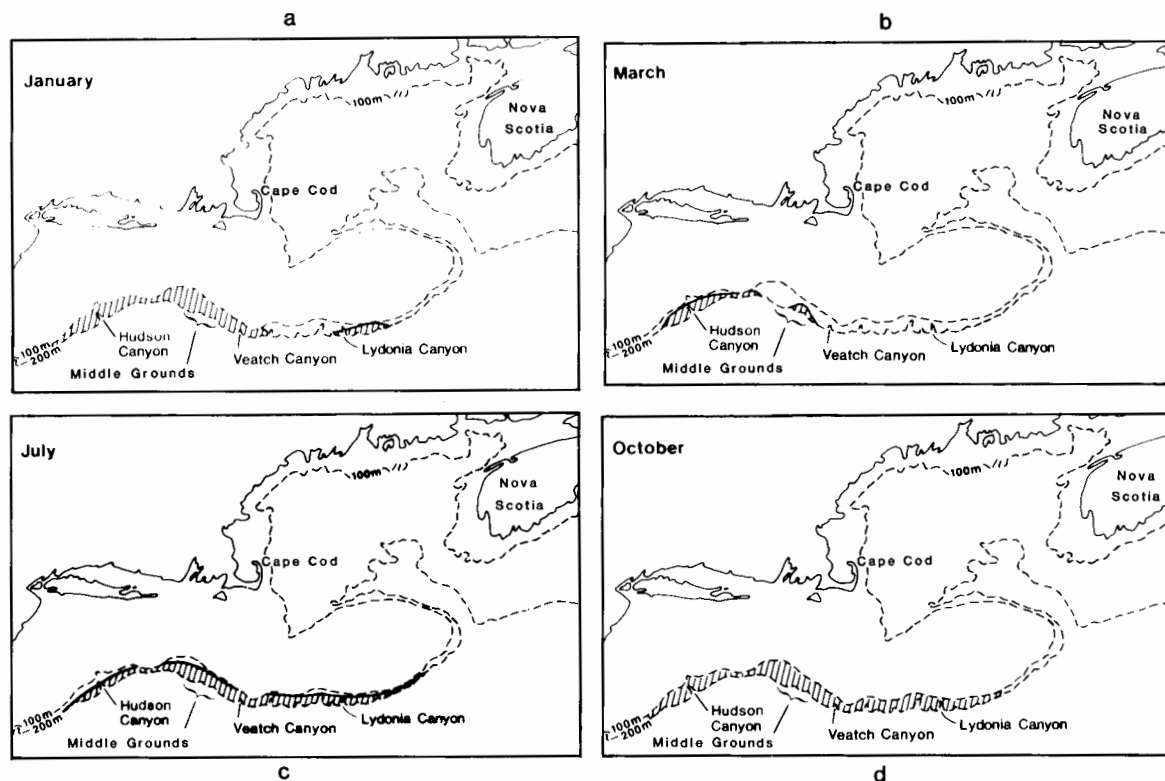 a
January
100m
Nova
Scotia
Cape Cod
100m
200m
Hudson
Canyon
Veatch Canyon
Lydonia Canyon
Middle Grounds
b
March
100m
Nova
Scotia
Cape Cod
100m
200m
Hudson
Canyon
Veatch Canyon
Lydonia Canyon
Middle Grounds
July
100m
Nova
Scotia
Cape Cod
100m
200m
Hudson
Canyon
Veatch Canyon
Lydonia Canyon
Middle Grounds
c
October
100m
Nova
Scotia
Cape Cod
100m
200m
Hudson
Canyon
Veatch Canyon
Lydonia Canyon
Middle Grounds
d